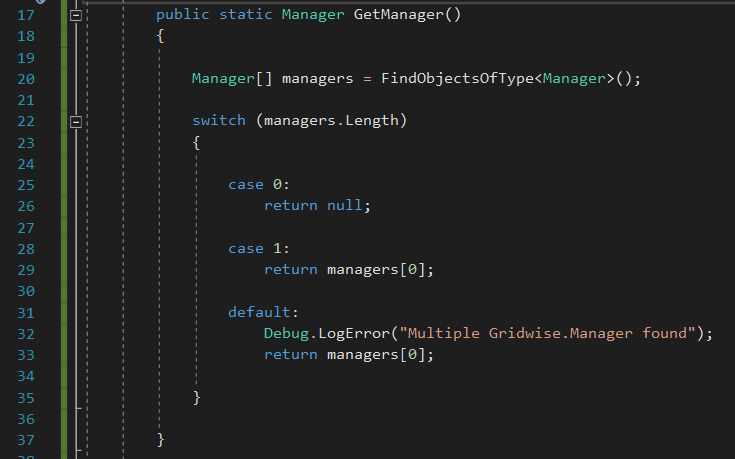 17 public static Manager GetManager()
18 {
19
20 Manager[] managers = FindObjectsOfType<Manager>();
21
22 switch (managers.Length)
23 {
24
25 case 0:
26 return null;
27
28 case 1:
29 return managers[0];
30
31 default:
32 Debug.LogError("Multiple Gridwise.Manager found");
33 return managers[0];
34
35 }
36
37 }